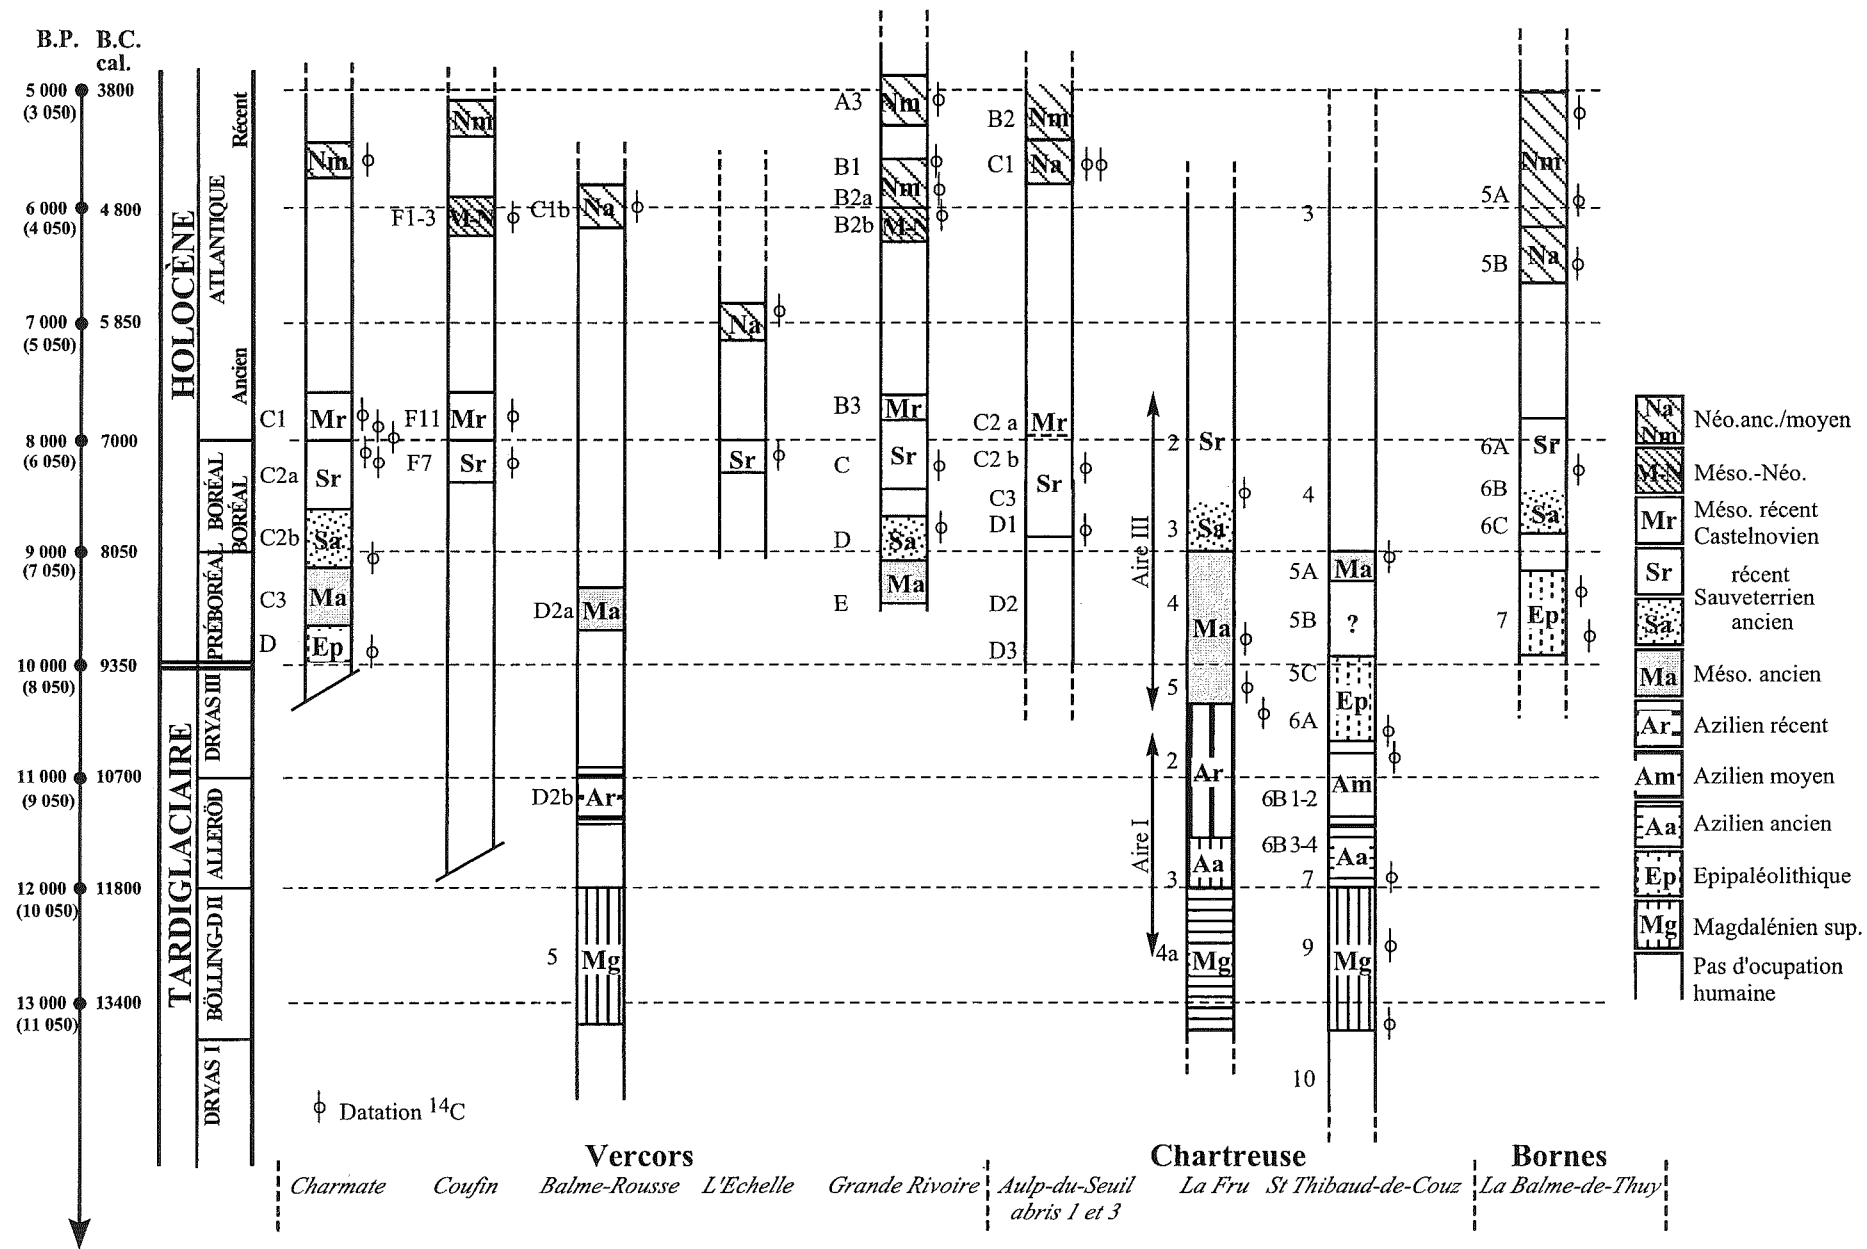 B.P. B.C.
cal.
5 000 3800
(3 050)
6 000 4 800
(4 050)
7 000 5 850
(5 050)
8 000 7000
(6 050)
9 000 8050
(7 050)
10 000 9350
(8 050)
11 000 10700
(9 050)
12 000 11800
(10 050)
13 000 13400
(11 050)
HOLOCÈNE
TARDIGLACIAIRE
Récent
ATLANTIQUE
Ancien
BORÉAL
BORÉAL
PRÉBORÉAL
DRYAS III
ALLERÖD
BÖLLING-D II
DRYAS I
Nm
C1 Mr
C2a Sr
C2b Sa
C3 Ma
D Ep
Nm
F1-3 M-N
F11 Mr
F7 Sr
C1b Na
D2a Ma
D2b Ar
5 Mg
Na
Sr
A3 Nm
B1
B2a Nm
B2b M-N
B3 Mr
C Sr
D Sa
E Ma
B2 Nm
C1 Na
C2 a Mr
C2 b
C3 Sr
D1
D2
D3
Aire III
Aire I
2 Sr
3 Sa
4 Ma
5
2 Ar
Aa
3
4a Mg
3
4
5A Ma
5B ?
5C
6A Ep
6B 1-2 Am
6B 3-4 Aa
7
9 Mg
10
Nm
5A
5B Na
6A Sr
6B
6C Sa
7 Ep
Na
Nm Néo.anc./moyen
M-N Méso.-Néo.
Mr Méso. récent
Castelnovien
Sr récent
Sauveterrien
Sa ancien
Ma Méso. ancien
Ar Azilien récent
Am Azilien moyen
Aa Azilien ancien
Ep Epipaléolithique
Mg Magdalénien sup.
Pas d'ocupation
humaine
Datation 14C
Vercors Chartreuse Bornes
Charmate Coufin Balme-Rousse L'Echelle Grande Rivoire Aulp-du-Seuil La Fru St Thibaud-de-Couz La Balme-de-Thuy
abris 1 et 3